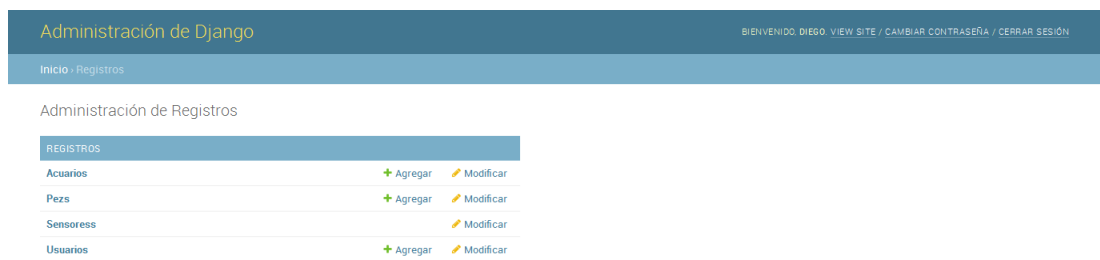 Administración de Django
BIENVENIDO, DIEGO. VIEW SITE / CAMBIAR CONTRASEÑA / CERRAR SESIÓN
Inicio › Registros
Administración de Registros
REGISTROS
Acuarios Agregar Modificar
Pezs Agregar Modificar
Sensoress Modificar
Usuarios Agregar Modificar